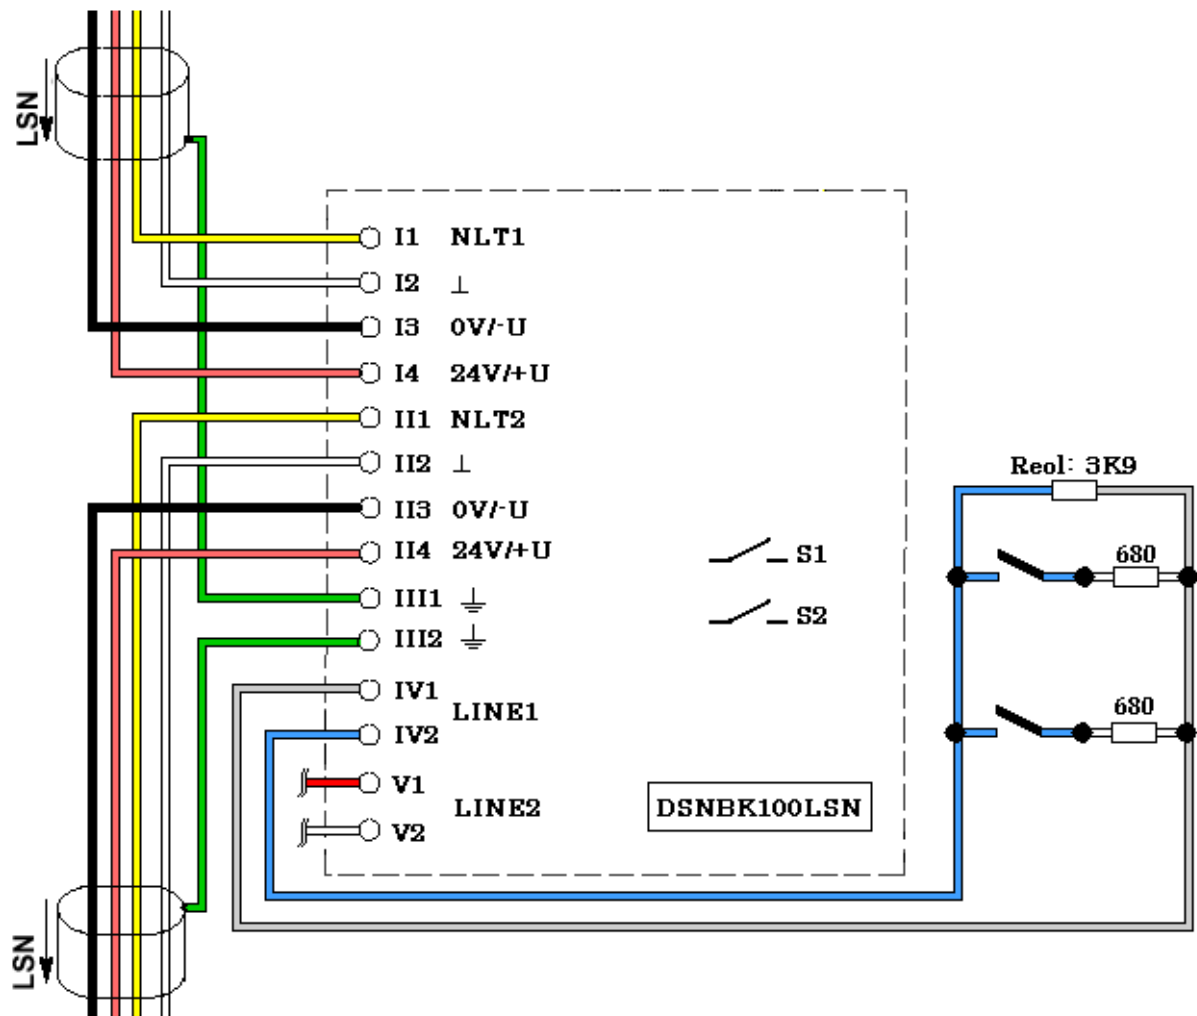 LSN
I1 NLT1
I2 ⊥
I3 0V/-U
I4 24V/+U
II1 NLT2
II2 ⊥
II3 0V/-U
II4 24V/+U
III1 ⏚
III2 ⏚
IV1
LINE1
IV2
V1
LINE2
V2
S1
S2
DSNBK100LSN
Reol: 3K9
680
680
LSN